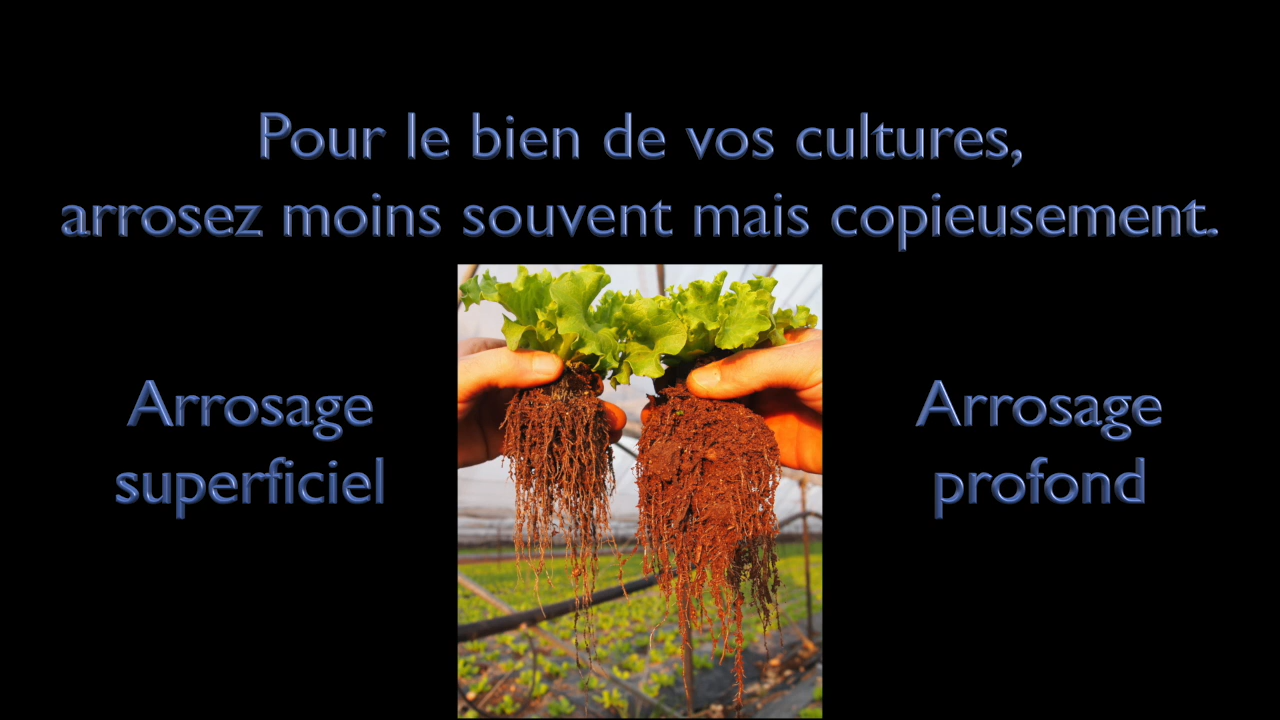 Pour le bien de vos cultures,
arrosez moins souvent mais copieusement.
Arrosage
superficiel
Arrosage
profond